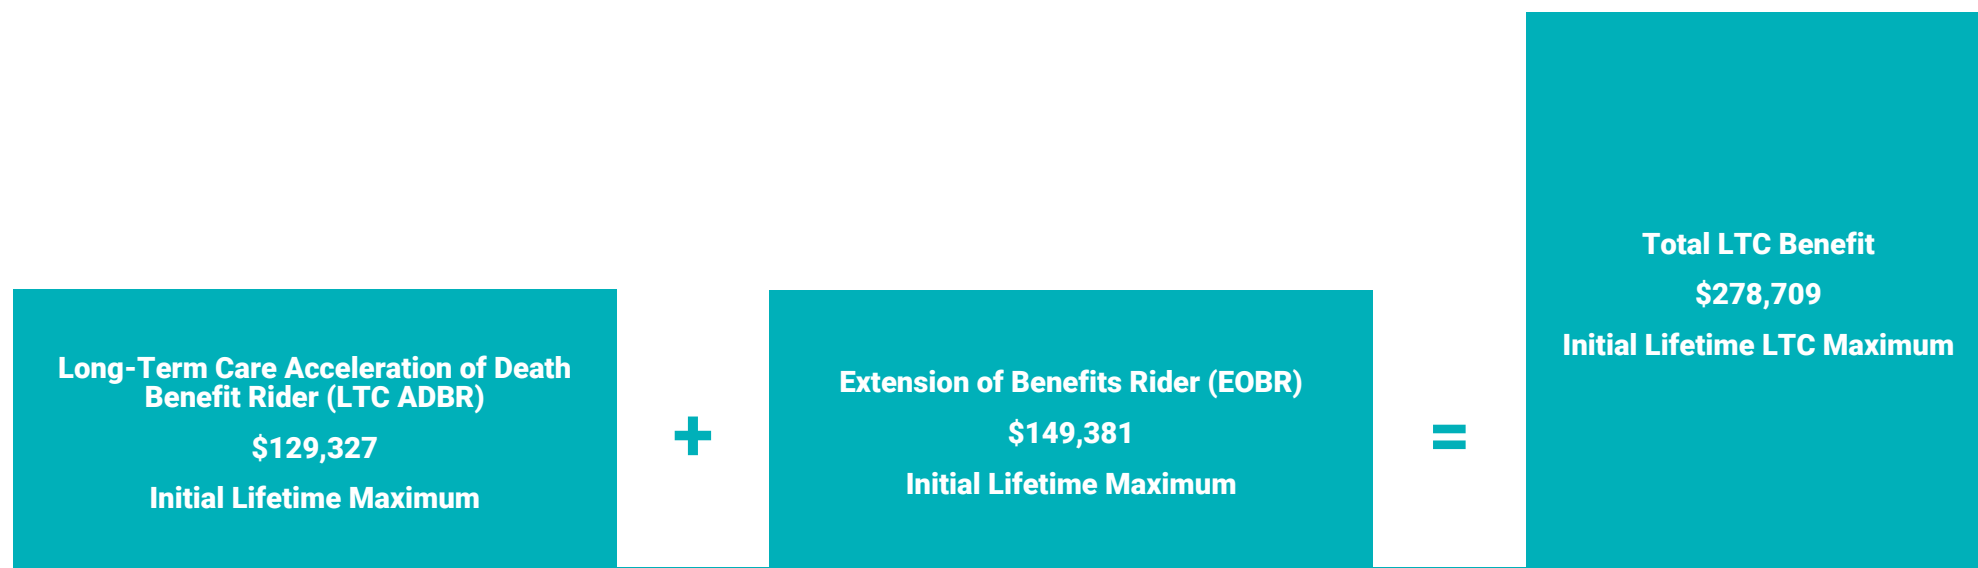 Long-Term Care Acceleration of Death
Benefit Rider (LTC ADBR)
$129,327
Initial Lifetime Maximum
+
Extension of Benefits Rider (EOBR)
$149,381
Initial Lifetime Maximum
=
Total LTC Benefit
$278,709
Initial Lifetime LTC Maximum